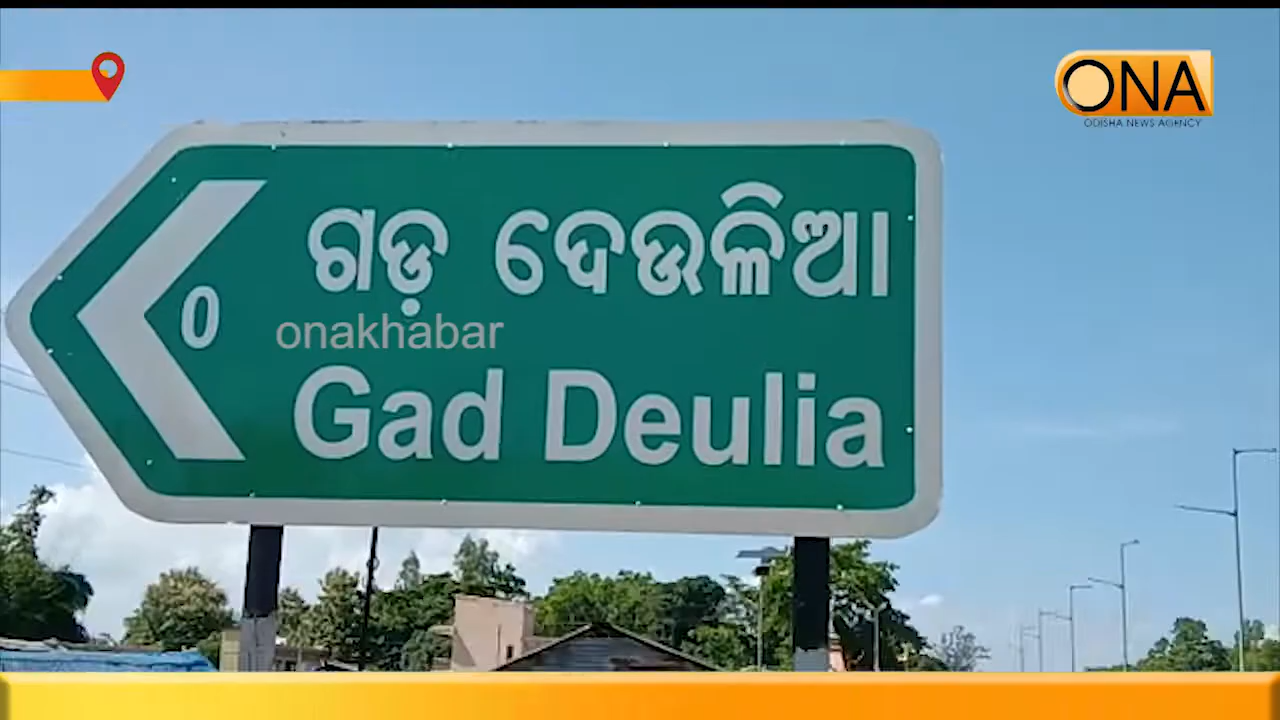 ONA
ODISHA NEWS AGENCY
ଗଡ଼ ଦେଉଳିଆ
0
onakhabar
Gad Deulia